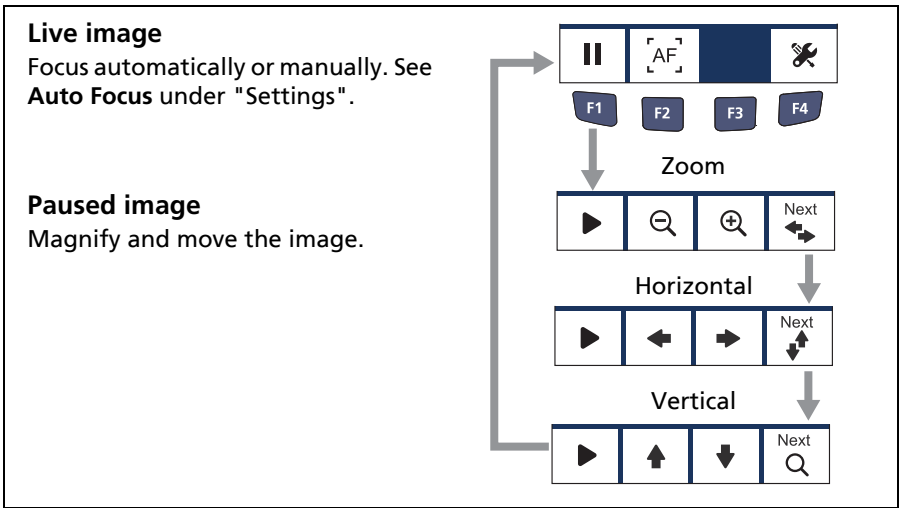 Live image
Focus automatically or manually. See
Auto Focus under "Settings".
AF
F1 F2 F3 F4
Zoom
Paused image
Magnify and move the image.
Next
Horizontal
Next
Vertical
Next